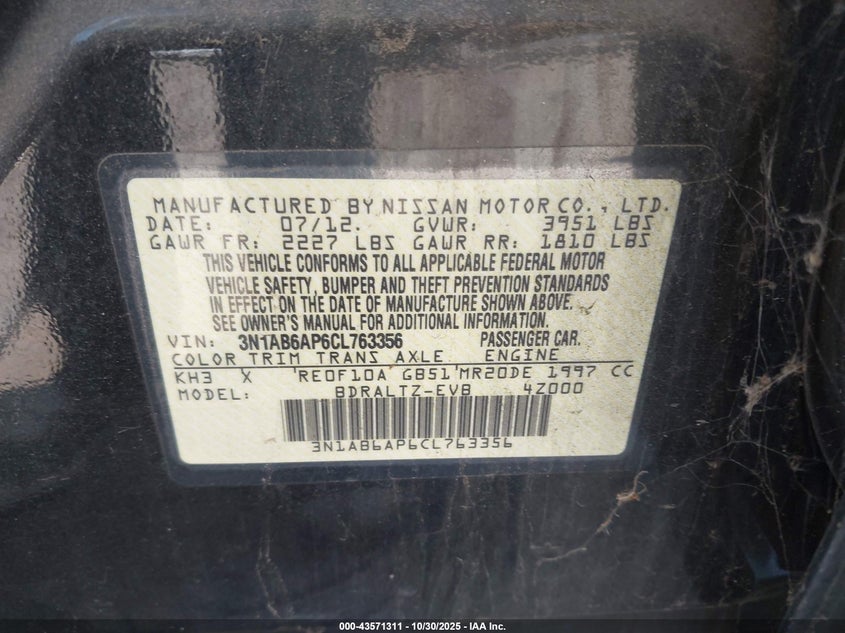 MANUFACTURED BY NISSAN MOTOR CO., LTD.
DATE: 07/12. GVWR: 3951 LBS
GAWR FR: 2227 LBS GAWR RR: 1810 LBS
THIS VEHICLE CONFORMS TO ALL APPLICABLE FEDERAL MOTOR
VEHICLE SAFETY, BUMPER AND THEFT PREVENTION STANDARDS
IN EFFECT ON THE DATE OF MANUFACTURE SHOWN ABOVE.
SEE OWNER'S MANUAL FOR ADDITIONAL INFORMATION.
VIN: 3N1AB6AP6CL763356 PASSENGER CAR.
COLOR TRIM TRANS AXLE ENGINE
KH3 X 'RE0F10A GB51'MR20DE 1997 CC
MODEL: BDRALTZ-EVB 4Z000
3N1AB6AP6CL763356
000-43571311 - 10/30/2025 - IAA Inc.